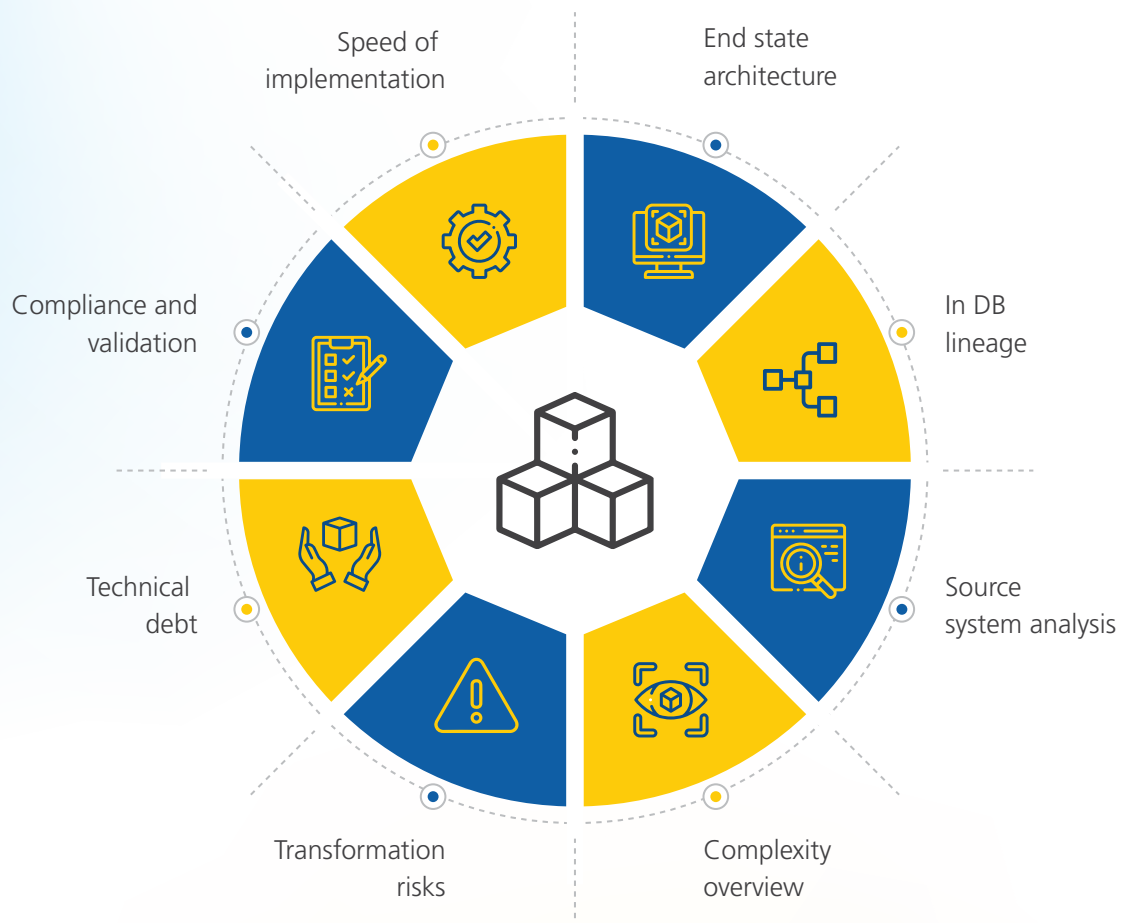 Speed of
implementation
End state
architecture
Compliance and
validation
In DB
lineage
Technical
debt
Source
system analysis
Transformation
risks
Complexity
overview